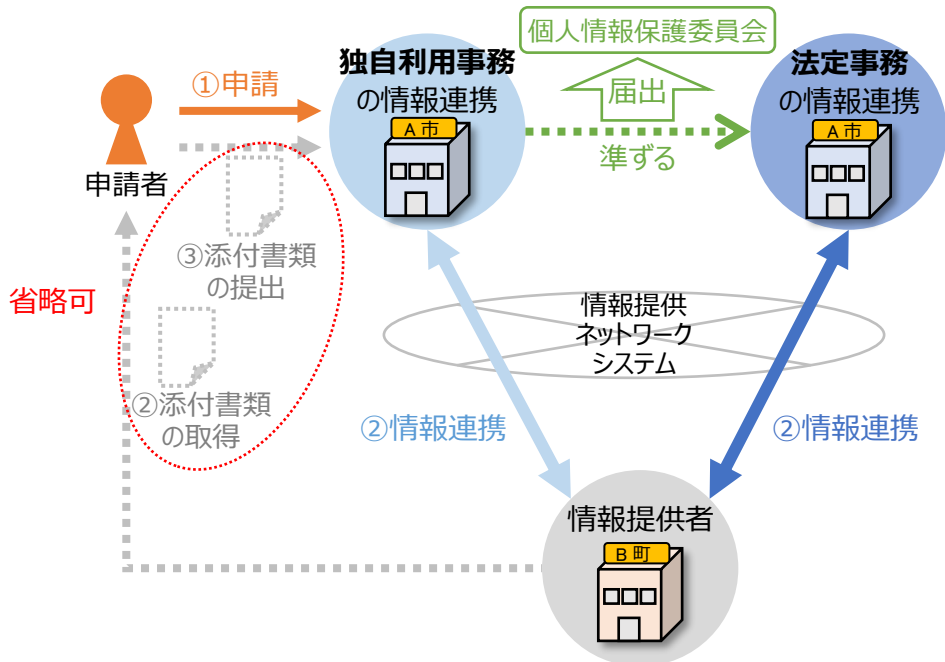 個人情報保護委員会
届出
独自利用事務
の情報連携
A市
法定事務
の情報連携
A市
①申請
準ずる
申請者
③添付書類
の提出
省略可
②添付書類
の取得
情報提供
ネットワーク
システム
②情報連携
②情報連携
情報提供者
B町